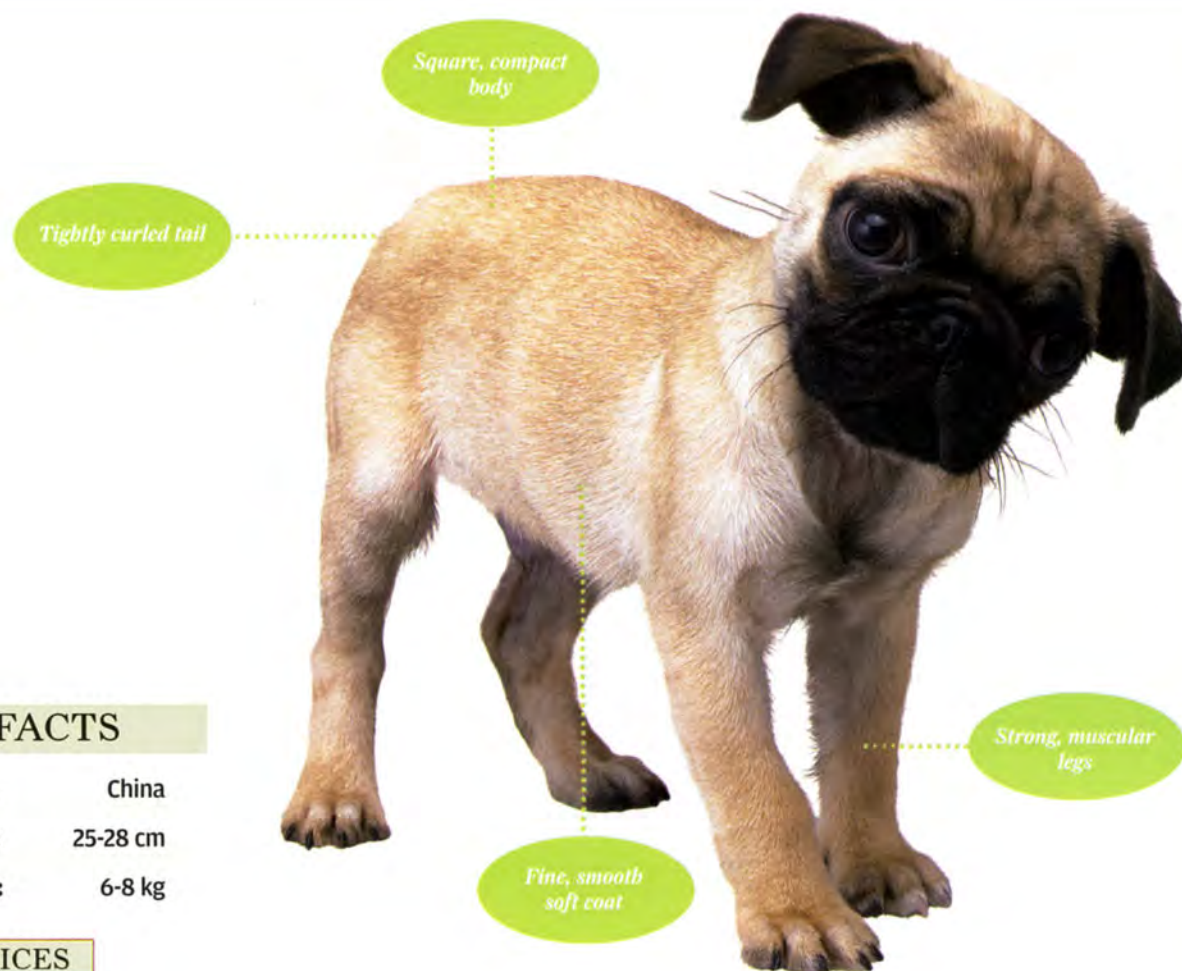 Square, compact
body
Tightly curled tail
FACTS
China
25-28 cm
: 6-8 kg
Strong, muscular
legs
Fine, smooth
soft coat
ICES